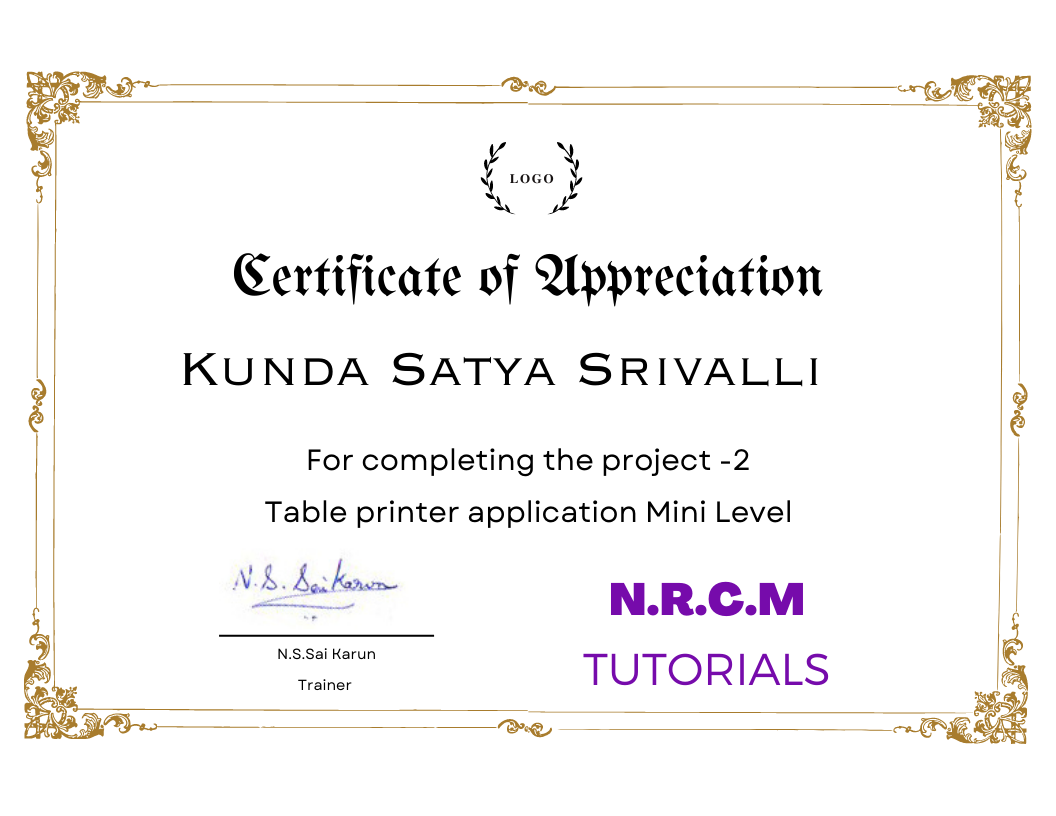 LOGO
Certificate of Appreciation
Kunda Satya Srivalli
For completing the project -2
Table printer application Mini Level
N.S. Sai Karun
N.S.Sai Karun
Trainer
N.R.C.M
TUTORIALS